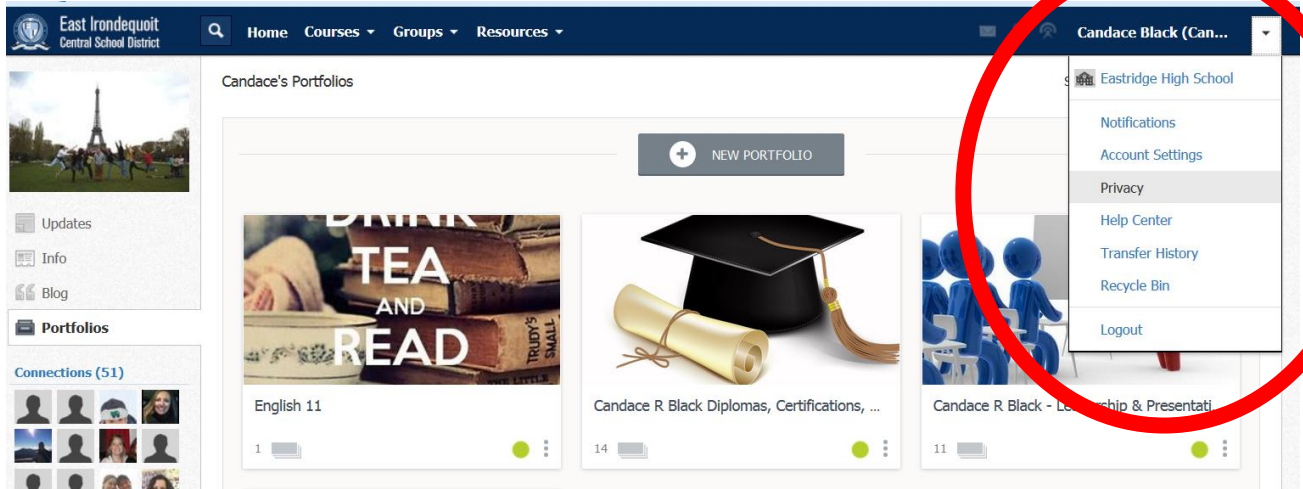 East Irondequoit
Central School District
Home Courses Groups Resources
Candace Black (Can...
Candace's Portfolios
Eastridge High School
Notifications
Account Settings
Privacy
Help Center
Transfer History
Recycle Bin
Logout
NEW PORTFOLIO
Updates
Info
Blog
Portfolios
Connections (51)
DRINK
TEA
AND
READ
TRUDY'S
SMALL
English 11
1
Candace R Black Diplomas, Certifications, ...
14
Candace R Black - Leadership & Presentati...
11